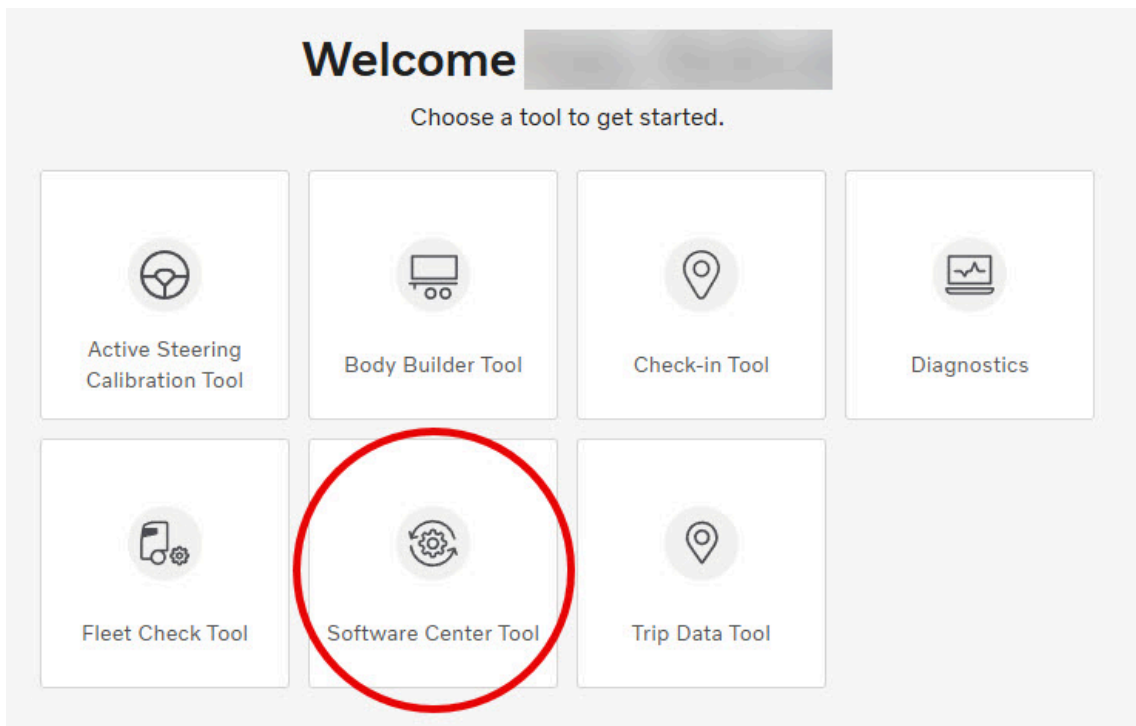 Welcome
Choose a tool to get started.
Active Steering
Calibration Tool
Body Builder Tool
Check-in Tool
Diagnostics
Fleet Check Tool
Software Center Tool
Trip Data Tool